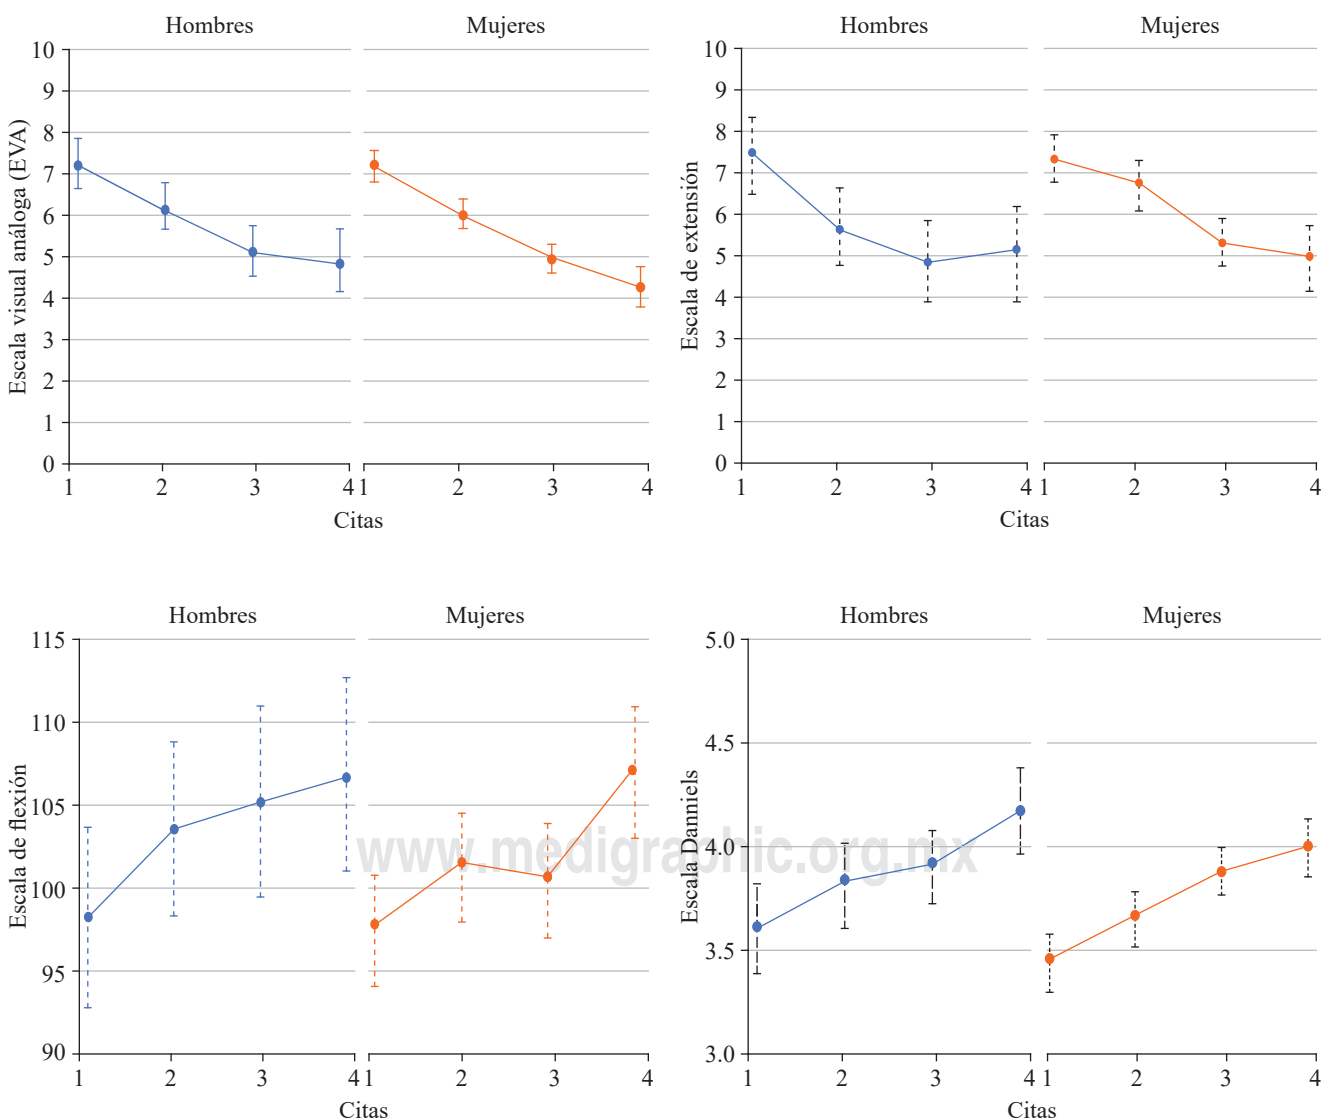 Hombres Mujeres
10
9
8
7
6
5
4
3
2
1
0
Escala visual análoga (EVA)
1 2 3 4 1 2 3 4
Citas
Hombres Mujeres
10
9
8
7
6
5
4
3
2
1
0
Escala de extensión
1 2 3 4 1 2 3 4
Citas
Hombres Mujeres
115
110
105
100
95
90
Escala de flexión
1 2 3 4 1 2 3 4
Citas
Hombres Mujeres
5.0
4.5
4.0
3.5
3.0
Escala Danniels
1 2 3 4 1 2 3 4
Citas
www.medigraphic.org.mx